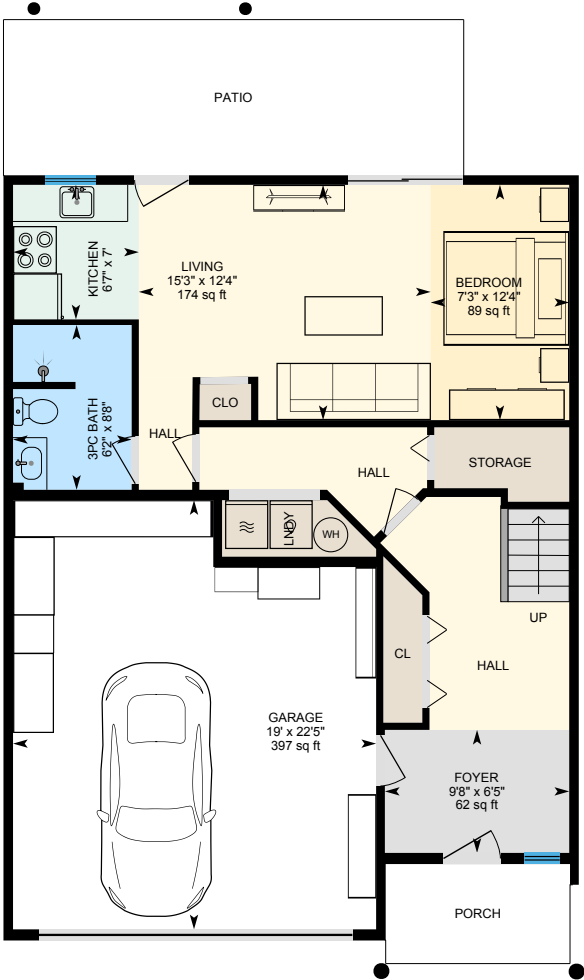 PATIO
KITCHEN
6'7" x 7'
LIVING
15'3" x 12'4"
174 sq ft
BEDROOM
7'3" x 12'4"
89 sq ft
CLO
3PC BATH
6'2" x 8'8"
HALL
HALL
STORAGE
LNDY
WH
UP
CL
HALL
GARAGE
19' x 22'5"
397 sq ft
FOYER
9'8" x 6'5"
62 sq ft
PORCH